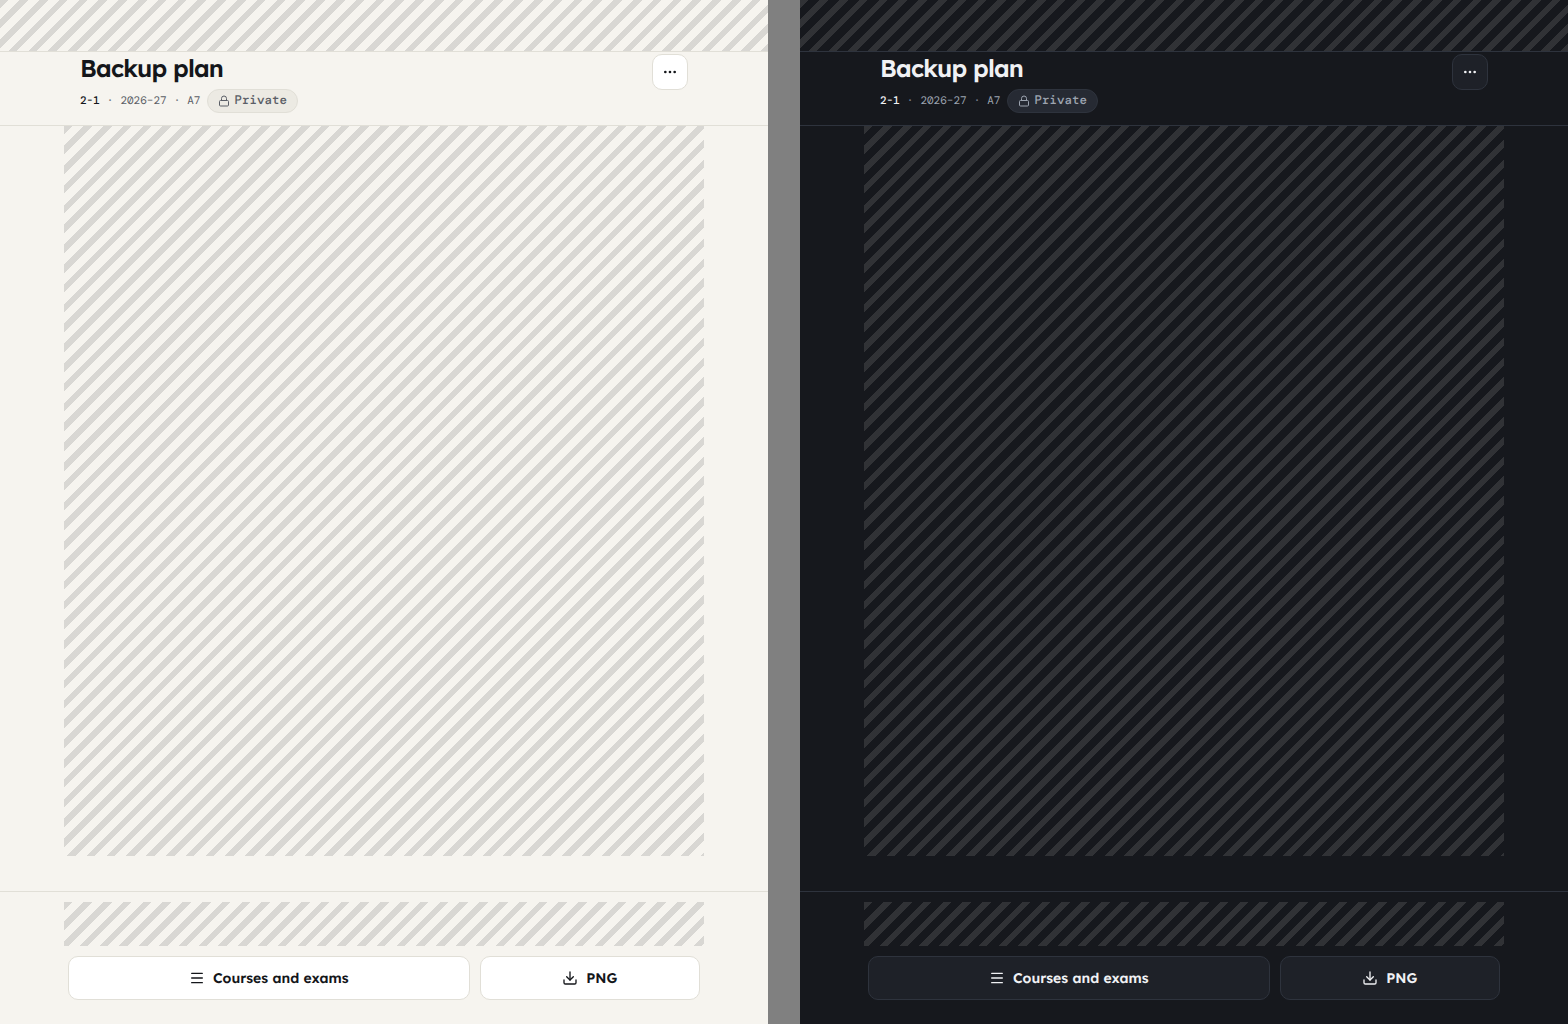 Backup plan
2-1 · 2026-27 · A7 Private
Courses and exams
PNG
Backup plan
2-1 · 2026-27 · A7 Private
Courses and exams
PNG